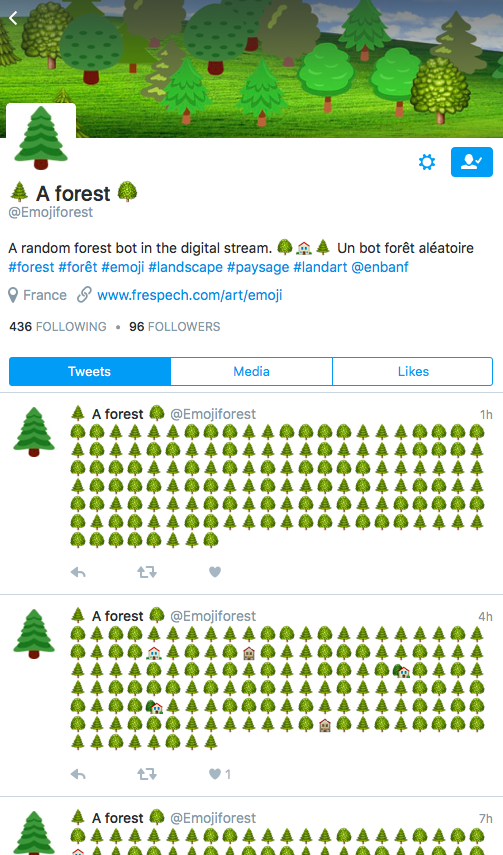 🌲 A forest 🌳
@Emojiforest
A random forest bot in the digital stream. 🌳🏡🌲 Un bot forêt aléatoire
#forest #forêt #emoji #landscape #paysage #landart @enbanf
France www.frespech.com/art/emoji
436 FOLLOWING • 96 FOLLOWERS
Tweets Media Likes
🌲 A forest 🌳 @Emojiforest 1h
🌲 A forest 🌳 @Emojiforest 4h
1
🌲 A forest 🌳 @Emojiforest 7h